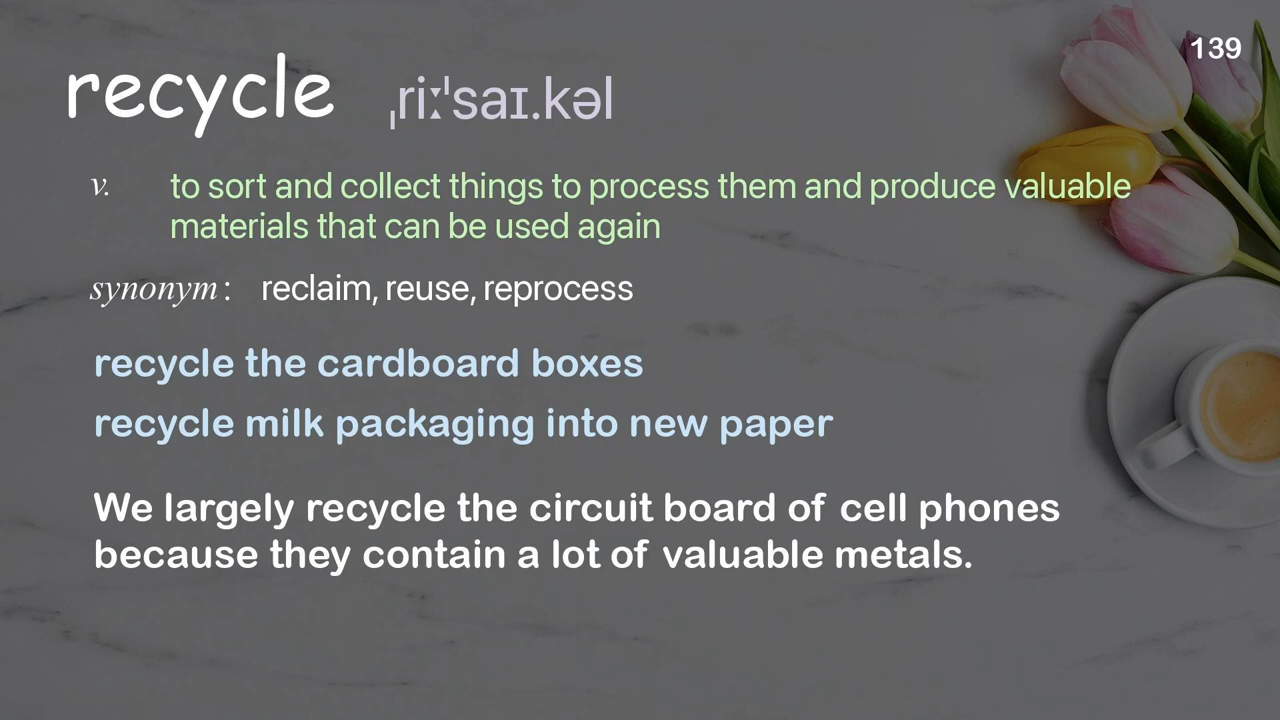 139
recycle ˌriːˈsaɪ.kəl
v. to sort and collect things to process them and produce valuable
materials that can be used again
synonym : reclaim, reuse, reprocess
recycle the cardboard boxes
recycle milk packaging into new paper
We largely recycle the circuit board of cell phones
because they contain a lot of valuable metals.